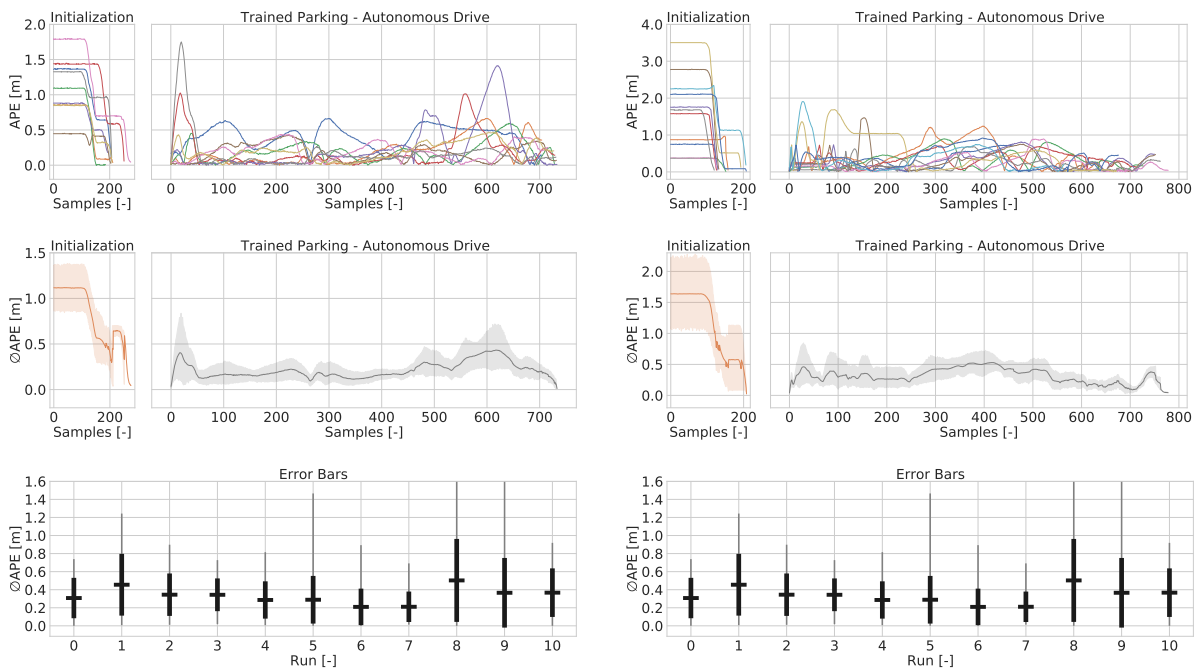 Initialization
Trained Parking - Autonomous Drive
2.0
1.5
1.0
0.5
0.0
APE [m]
0 200
Samples [-]
0 100 200 300 400 500 600 700
Samples [-]
Initialization
Trained Parking - Autonomous Drive
4.0
3.0
2.0
1.0
0.0
APE [m]
0 200
Samples [-]
0 100 200 300 400 500 600 700 800
Samples [-]
Initialization
Trained Parking - Autonomous Drive
1.5
1.0
0.5
0.0
∅APE [m]
0 200
Samples [-]
0 100 200 300 400 500 600 700
Samples [-]
Initialization
Trained Parking - Autonomous Drive
2.0
1.5
1.0
0.5
0.0
∅APE [m]
0 200
Samples [-]
0 100 200 300 400 500 600 700 800
Samples [-]
Error Bars
1.6
1.4
1.2
1.0
0.8
0.6
0.4
0.2
0.0
∅APE [m]
0 1 2 3 4 5 6 7 8 9 10
Run [-]
Error Bars
1.6
1.4
1.2
1.0
0.8
0.6
0.4
0.2
0.0
∅APE [m]
0 1 2 3 4 5 6 7 8 9 10
Run [-]